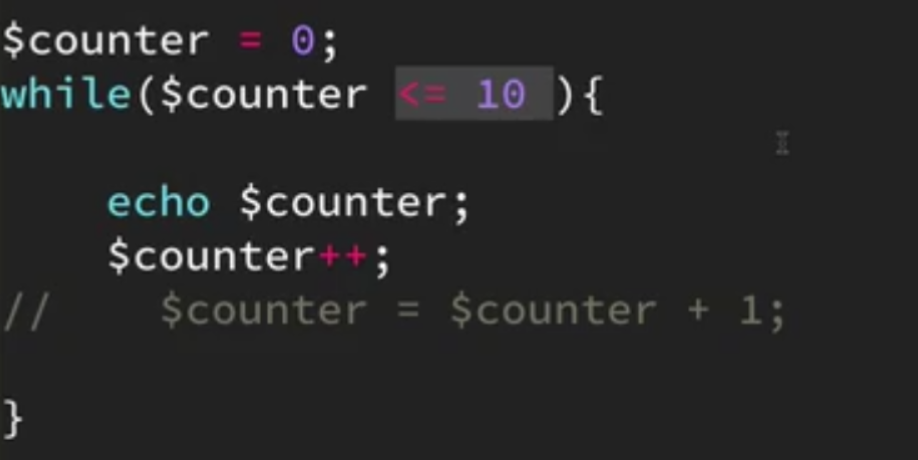 $counter = 0;
while($counter <= 10 ){
echo $counter;
$counter++;
// $counter = $counter + 1;
}